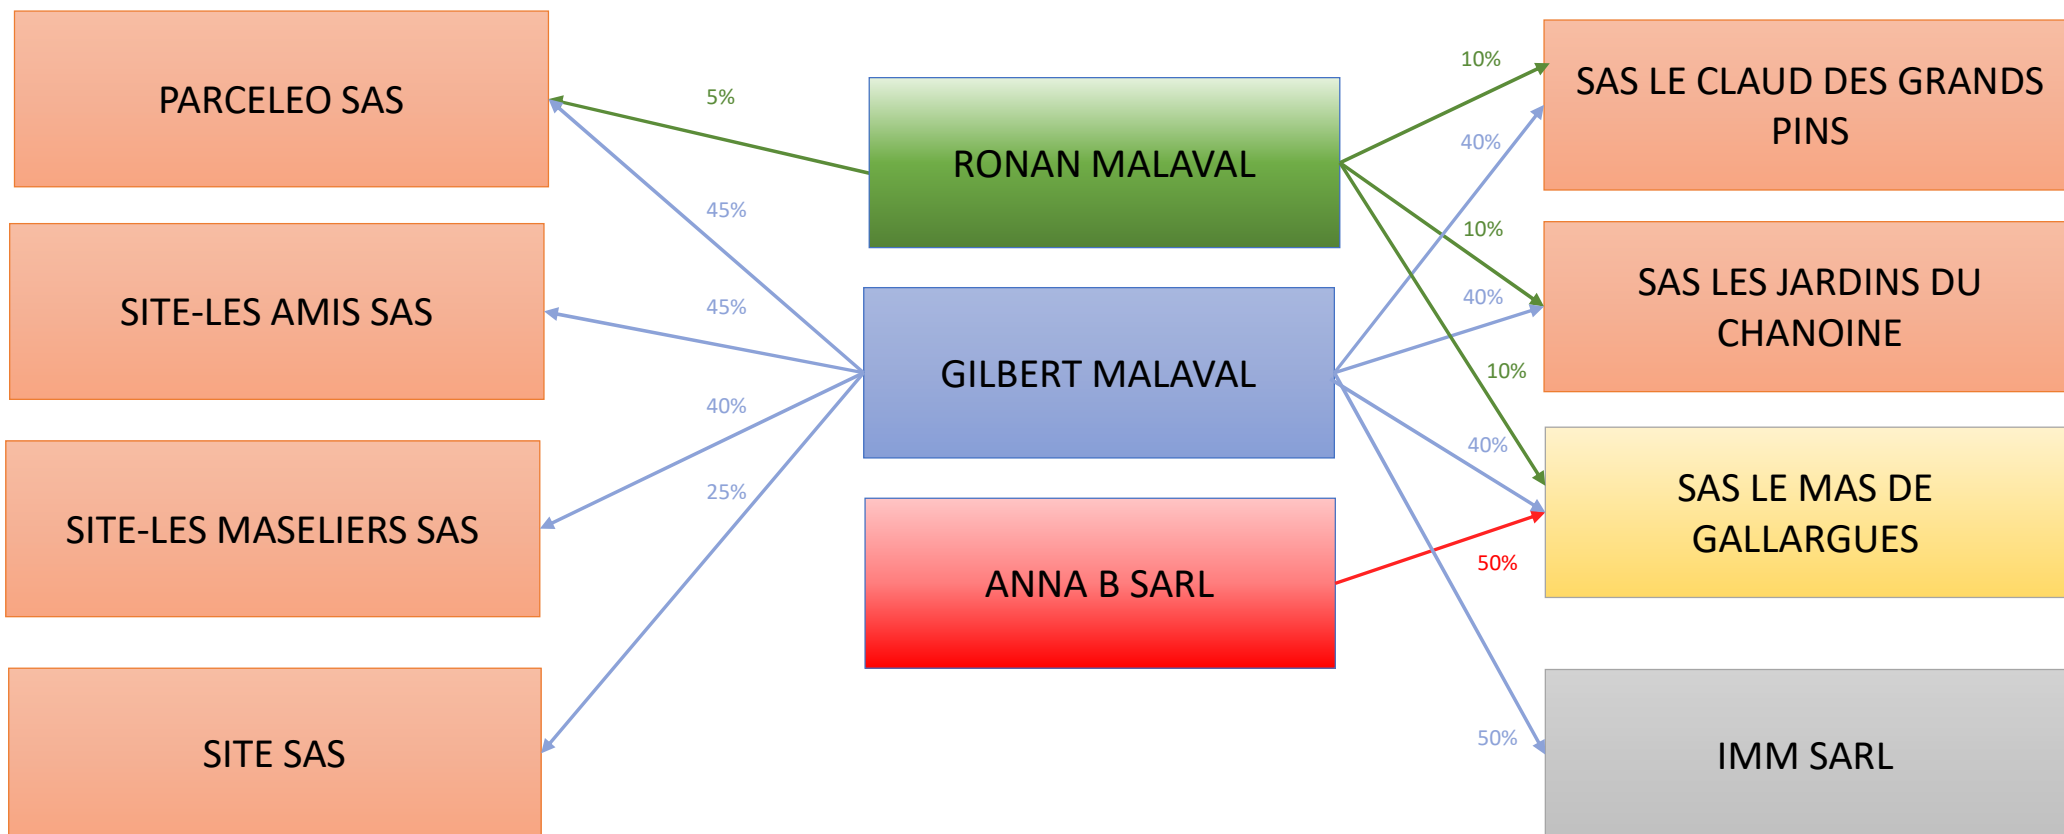 PARCELEO SAS
SITE-LES AMIS SAS
SITE-LES MASELIERS SAS
SITE SAS
5%
45%
45%
40%
25%
RONAN MALAVAL
GILBERT MALAVAL
ANNA B SARL
10%
40%
10%
40%
10%
40%
50%
50%
SAS LE CLAUD DES GRANDS
PINS
SAS LES JARDINS DU
CHANOINE
SAS LE MAS DE
GALLARGUES
IMM SARL